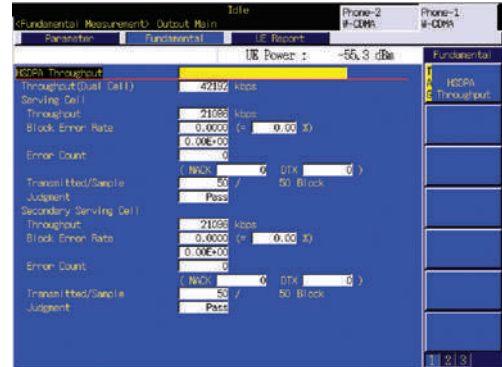 Idle
<Fundamental Measurement> Output Main
Phone-2 W-CDMA
Phone-1 W-CDMA
Parameter Fundamental UE Report
UE Power : -55.3 dBm
Fundamental
HSDPA Throughput
HSDPA Throughput
Throughput(Dual Cell) 42192 kbps
Serving Cell
Throughput 21096 kbps
Block Error Rate 0.0000 (= 0.00 %)
0.00E+00
Error Count 0
( NACK 0 DTX 0 )
Transmitted/Sample 50 / 50 Block
Judgment Pass
Secondary Serving Cell
Throughput 21096 kbps
Block Error Rate 0.0000 (= 0.00 %)
0.00E+00
Error Count 0
( NACK 0 DTX 0 )
Transmitted/Sample 50 / 50 Block
Judgment Pass
1 2 3